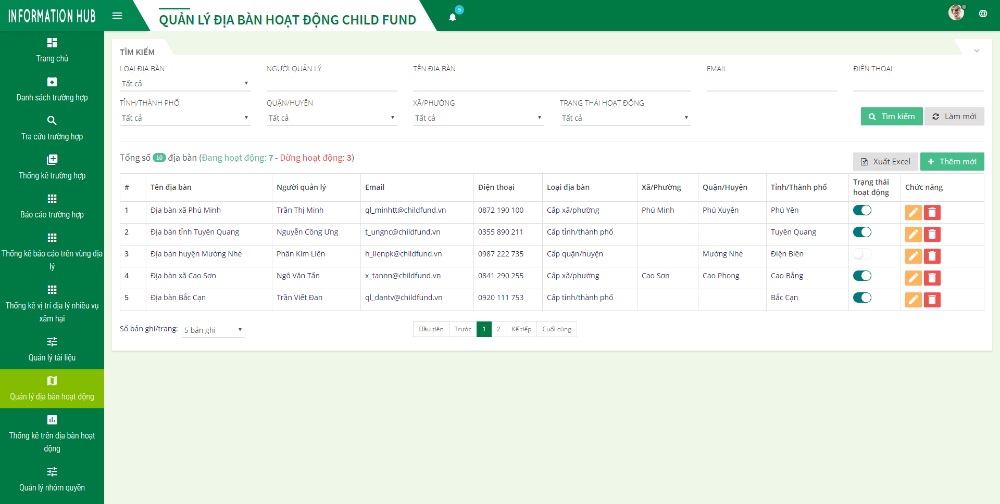 INFORMATION HUB
QUẢN LÝ ĐỊA BÀN HOẠT ĐỘNG CHILD FUND
5
Trang chủ
Danh sách trường hợp
Tra cứu trường hợp
Thống kê trường hợp
Báo cáo trường hợp
Thống kê báo cáo trên vùng địa
lý
Thống kê vị trí địa lý nhiều vụ
xâm hại
Quản lý tài liệu
Quản lý địa bàn hoạt động
Thống kê trên địa bàn hoạt
động
Quản lý nhóm quyền
TÌM KIẾM
LOẠI ĐỊA BÀN NGƯỜI QUẢN LÝ TÊN ĐỊA BÀN EMAIL ĐIỆN THOẠI
Tất cả
TỈNH/THÀNH PHỐ QUẬN/HUYỆN XÃ/PHƯỜNG TRẠNG THÁI HOẠT ĐỘNG
Tất cả Tất cả Tất cả Tất cả
Tìm kiếm Làm mới
Tổng số 10 địa bàn (Đang hoạt động: 7 - Dừng hoạt động: 3)
Xuất Excel Thêm mới
# Tên địa bàn Người quản lý Email Điện thoại Loại địa bàn Xã/Phường Quận/Huyện Tỉnh/Thành phố Trạng thái hoạt động Chức năng
1 Địa bàn xã Phú Minh Trần Thị Minh ql_minhtt@childfund.vn 0872 190 100 Cấp xã/phường Phú Minh Phú Xuyên Phú Yên
2 Địa bàn tỉnh Tuyên Quang Nguyễn Công Ưng t_ungnc@childfund.vn 0355 890 211 Cấp tỉnh/thành phố Tuyên Quang
3 Địa bàn huyện Mường Nhé Phân Kim Liên h_lienpk@childfund.vn 0987 222 735 Cấp quận/huyện Mường Nhé Điện Biên
4 Địa bàn xã Cao Sơn Ngô Văn Tấn x_tannn@childfund.vn 0841 290 255 Cấp xã/phường Cao Sơn Cao Phong Cao Bằng
5 Địa bàn Bắc Cạn Trần Viết Đan ql_dantv@childfund.vn 0920 111 753 Cấp tỉnh/thành phố Bắc Cạn
Số bản ghi/trang: 5 bản ghi
Đầu tiên Trước 1 2 Kế tiếp Cuối cùng